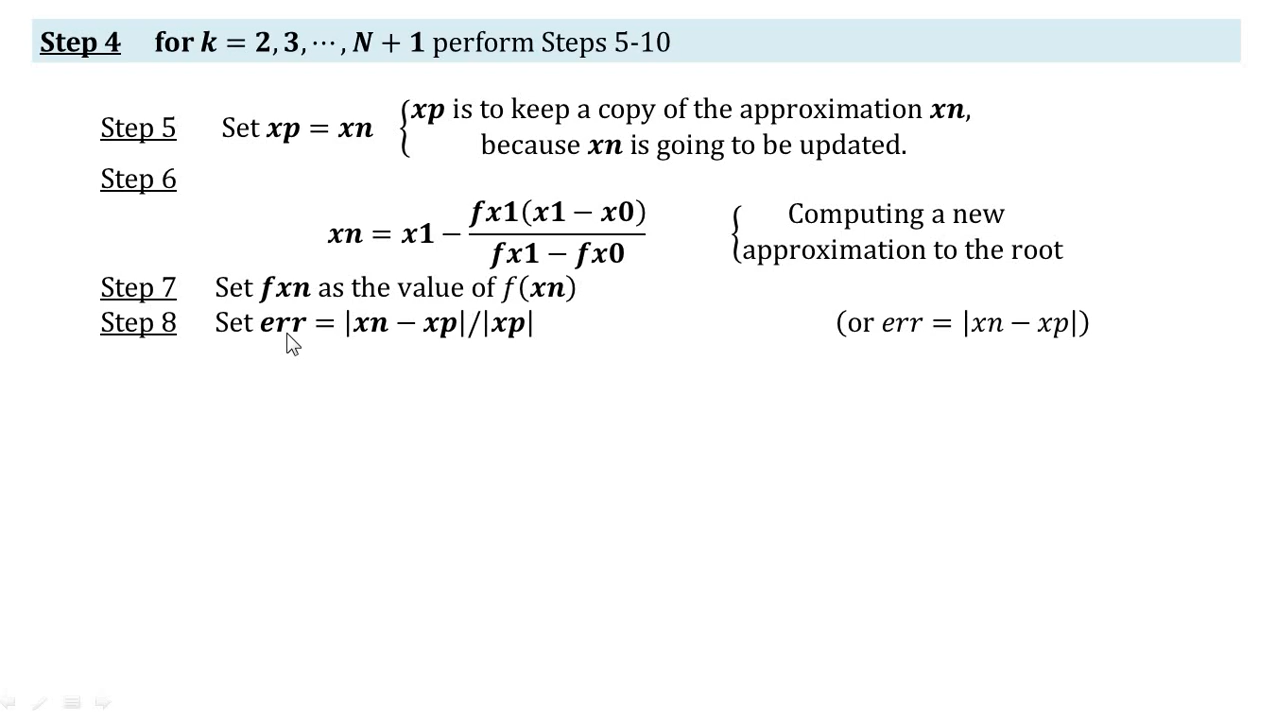 Step 4 for k = 2, 3, ⋯, N + 1 perform Steps 5-10
Step 5 Set xp = xn { xp is to keep a copy of the approximation xn,
because xn is going to be updated.
Step 6
xn = x1 − fx1(x1 − x0) / fx1 − fx0 { Computing a new
approximation to the root
Step 7 Set fxn as the value of f(xn)
Step 8 Set err = |xn − xp|/|xp| (or err = |xn − xp|)